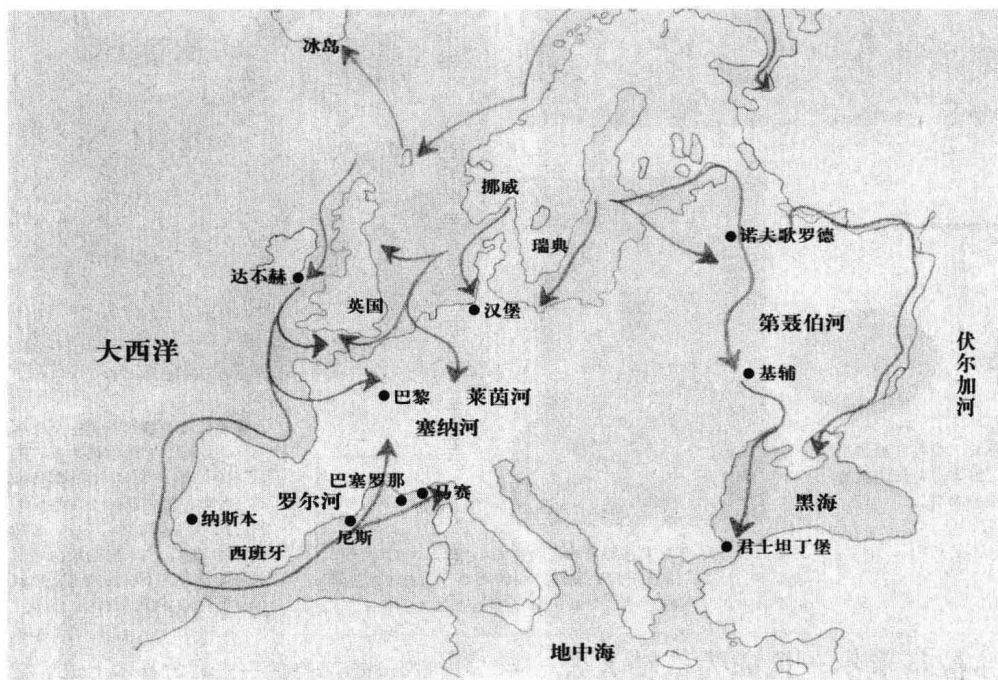 冰岛
挪威
瑞典
诺夫歌罗德
达不赫
英国
汉堡
第聂伯河
大西洋
伏尔加河
基辅
巴黎
莱茵河
塞纳河
巴塞罗那
马赛
罗尔河
黑海
纳斯本
尼斯
西班牙
君士坦丁堡
地中海